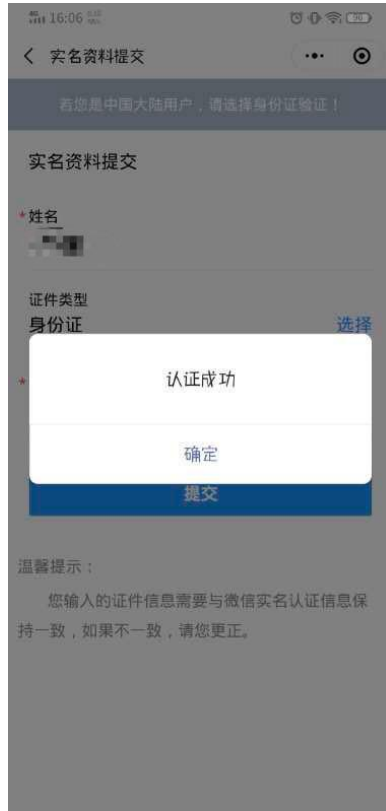 16:06
实名资料提交
若您是中国大陆用户，请选择身份证验证！
实名资料提交
*姓名
证件类型
身份证
选择
*
认证成功
确定
提交
温馨提示：
您输入的证件信息需要与微信实名认证信息保
持一致，如果不一致，请您更正。